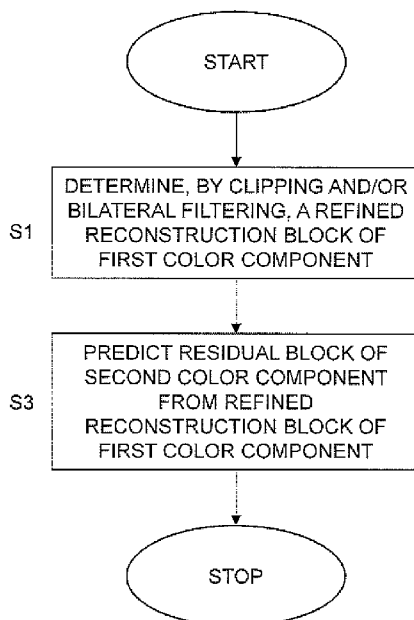 START
DETERMINE, BY CLIPPING AND/OR
BILATERAL FILTERING, A REFINED
S1
RECONSTRUCTION BLOCK OF
FIRST COLOR COMPONENT
PREDICT RESIDUAL BLOCK OF
SECOND COLOR COMPONENT
S3
FROM REFINED
RECONSTRUCTION BLOCK OF
FIRST COLOR COMPONENT
STOP